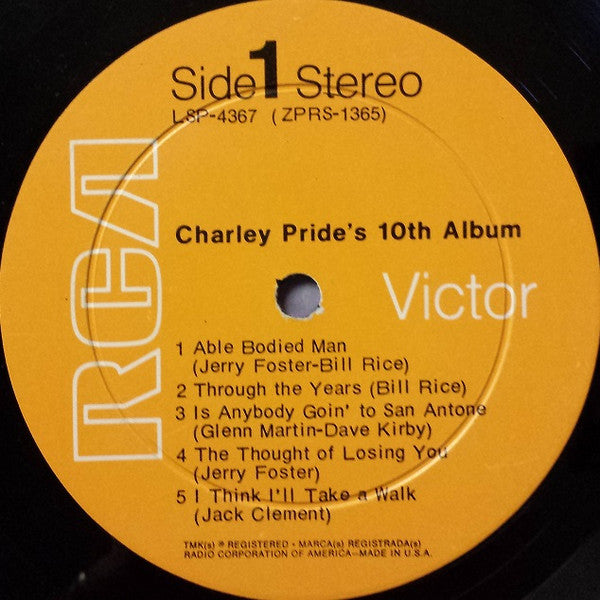 Side 1 Stereo
LSP-4367 (ZPRS-1365)
RCA
Charley Pride's 10th Album
Victor
1 Able Bodied Man
(Jerry Foster-Bill Rice)
2 Through the Years (Bill Rice)
3 Is Anybody Goin' to San Antone
(Glenn Martin-Dave Kirby)
4 The Thought of Losing You
(Jerry Foster)
5 I Think I'll Take a Walk
(Jack Clement)
TMK(s) ® REGISTERED • MARCA(s) REGISTRADA(s)
RADIO CORPORATION OF AMERICA—MADE IN U.S.A.